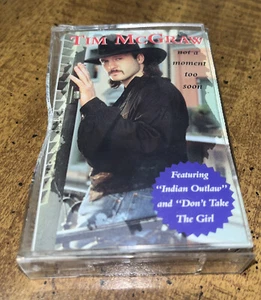 TIM MCGRAW
not a
moment
too
soon
Featuring
"Indian Outlaw"
and "Don't Take
The Girl